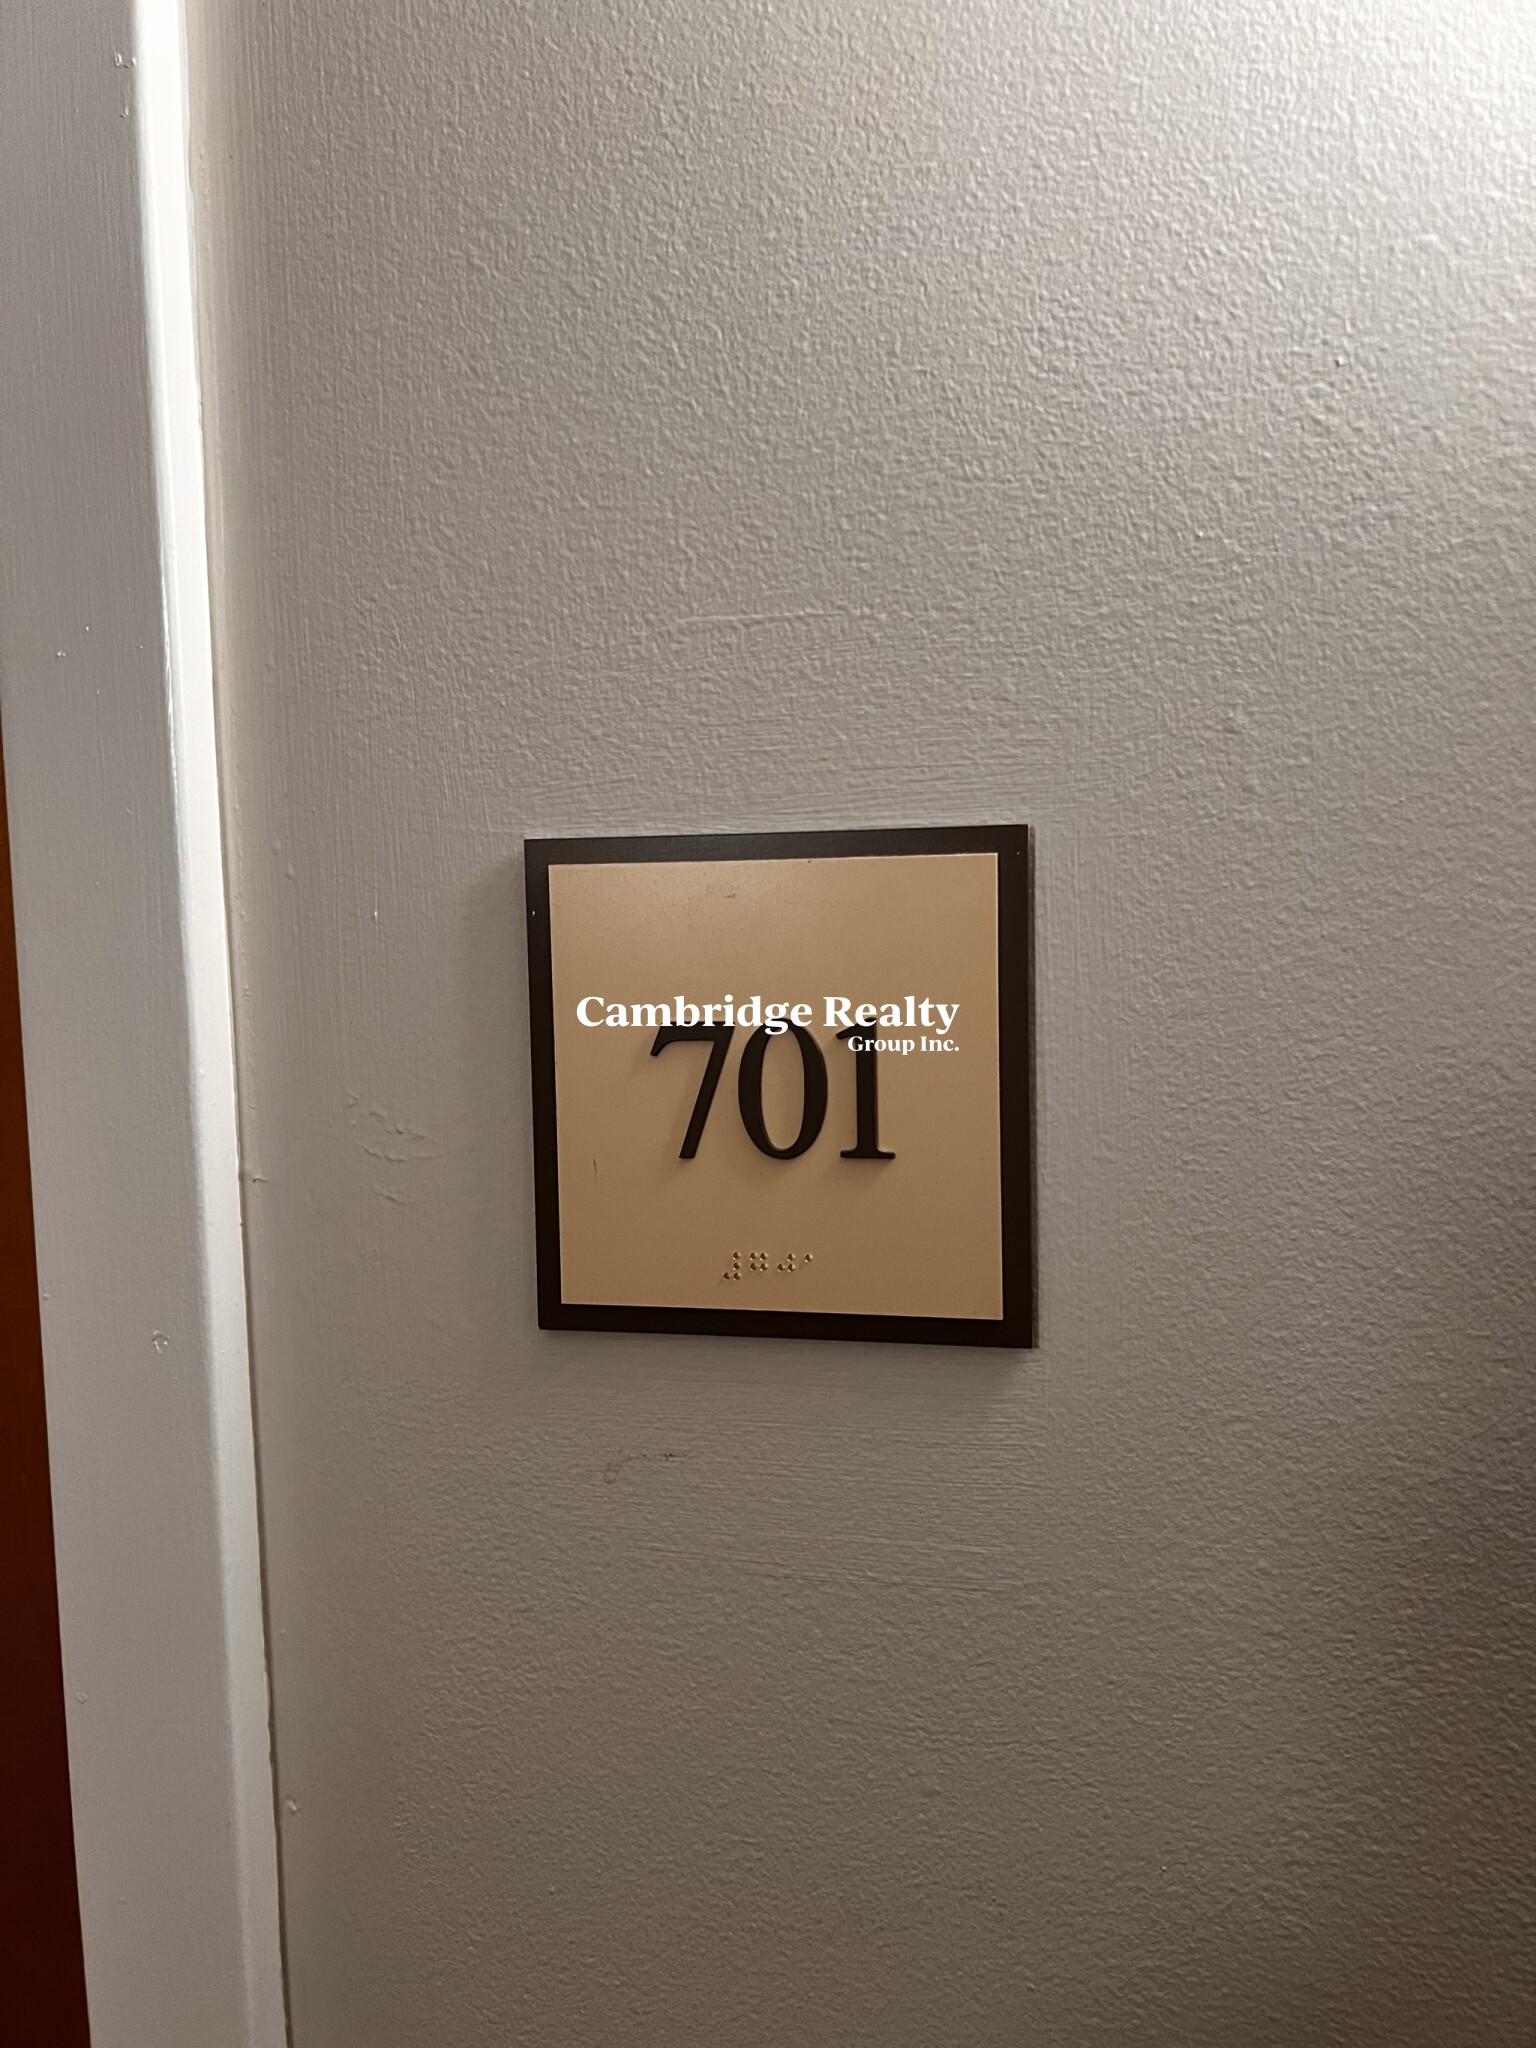 Cambridge Realty
Group Inc.
701
⠼⠛⠚⠁